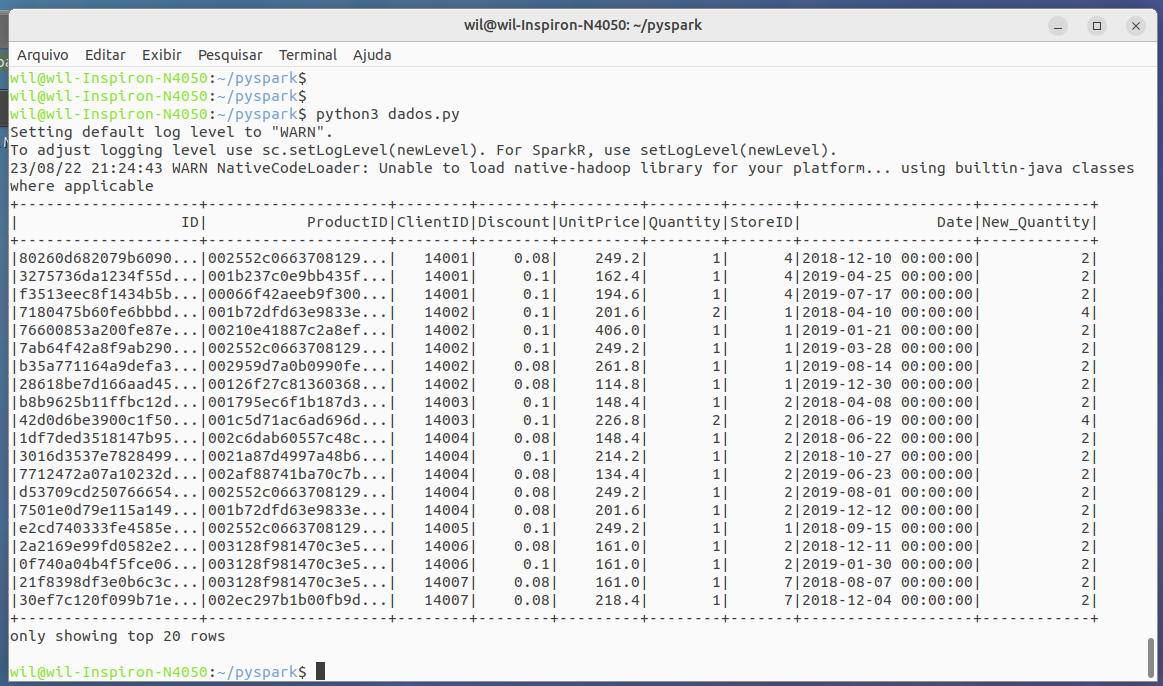 wil@wil-Inspiron-N4050: ~/pyspark
Arquivo Editar Exibir Pesquisar Terminal Ajuda
wil@wil-Inspiron-N4050:~/pyspark$
wil@wil-Inspiron-N4050:~/pyspark$
wil@wil-Inspiron-N4050:~/pyspark$ python3 dados.py
Setting default log level to "WARN".
To adjust logging level use sc.setLogLevel(newLevel). For SparkR, use setLogLevel(newLevel).
23/08/22 21:24:43 WARN NativeCodeLoader: Unable to load native-hadoop library for your platform... using builtin-java classes
where applicable
+--------------------+--------------------+--------+--------+---------+--------+-------+-------------------+------------+
|                  ID|           ProductID|ClientID|Discount|UnitPrice|Quantity|StoreID|               Date|New_Quantity|
+--------------------+--------------------+--------+--------+---------+--------+-------+-------------------+------------+
|80260d682079b6090...|002552c0663708129...|   14001|    0.08|    249.2|       1|      4|2018-12-10 00:00:00|           2|
|3275736da1234f55d...|001b237c0e9bb435f...|   14001|     0.1|    162.4|       1|      4|2019-04-25 00:00:00|           2|
|f3513eec8f1434b5b...|00066f42aeeb9f300...|   14001|     0.1|    194.6|       1|      4|2019-07-17 00:00:00|           2|
|7180475b60fe6bbbd...|001b72dfd63e9833e...|   14002|     0.1|    201.6|       2|      1|2018-04-10 00:00:00|           4|
|76600853a200fe87e...|00210e41887c2a8ef...|   14002|     0.1|    406.0|       1|      1|2019-01-21 00:00:00|           2|
|7ab64f42a8f9ab290...|002552c0663708129...|   14002|     0.1|    249.2|       1|      1|2019-03-28 00:00:00|           2|
|b35a771164a9defa3...|002959d7a0b0990fe...|   14002|    0.08|    261.8|       1|      1|2019-08-14 00:00:00|           2|
|28618be7d166aad45...|00126f27c81360368...|   14002|    0.08|    114.8|       1|      1|2019-12-30 00:00:00|           2|
|b8b9625b11ffbc12d...|001795ec6f1b187d3...|   14003|     0.1|    148.4|       1|      2|2018-04-08 00:00:00|           2|
|42d0d6be3900c1f50...|001c5d71ac6ad696d...|   14003|     0.1|    226.8|       2|      2|2018-06-19 00:00:00|           4|
|1df7ded3518147b95...|002c6dab60557c48c...|   14004|    0.08|    148.4|       1|      2|2018-06-22 00:00:00|           2|
|3016d3537e7828499...|0021a87d4997a48b6...|   14004|     0.1|    214.2|       1|      2|2018-10-27 00:00:00|           2|
|7712472a07a10232d...|002af88741ba70c7b...|   14004|    0.08|    134.4|       1|      2|2019-06-23 00:00:00|           2|
|d53709cd250766654...|002552c0663708129...|   14004|    0.08|    249.2|       1|      2|2019-08-01 00:00:00|           2|
|7501e0d79e115a149...|001b72dfd63e9833e...|   14004|    0.08|    201.6|       1|      2|2019-12-12 00:00:00|           2|
|e2cd740333fe4585e...|002552c0663708129...|   14005|     0.1|    249.2|       1|      1|2018-09-15 00:00:00|           2|
|2a2169e99fd0582e2...|003128f981470c3e5...|   14006|    0.08|    161.0|       1|      2|2018-12-11 00:00:00|           2|
|0f740a04b4f5fce06...|003128f981470c3e5...|   14006|     0.1|    161.0|       1|      2|2019-01-30 00:00:00|           2|
|21f8398df3e0b6c3c...|003128f981470c3e5...|   14007|    0.08|    161.0|       1|      7|2018-08-07 00:00:00|           2|
|30ef7c120f099b71e...|002ec297b1b00fb9d...|   14007|    0.08|    218.4|       1|      7|2018-12-04 00:00:00|           2|
+--------------------+--------------------+--------+--------+---------+--------+-------+-------------------+------------+
only showing top 20 rows
wil@wil-Inspiron-N4050:~/pyspark$